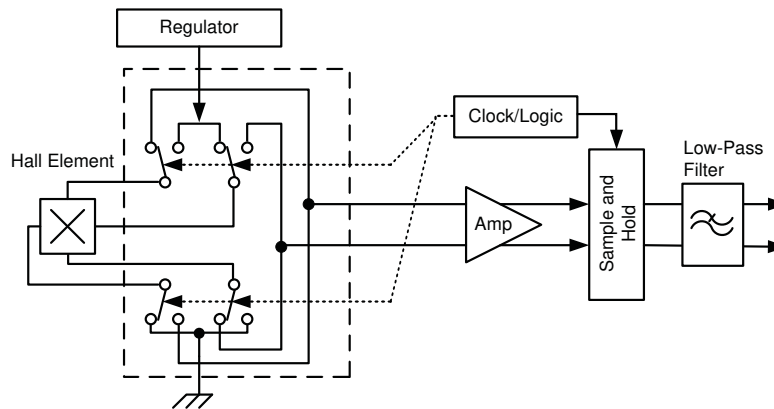 Regulator
Clock/Logic
Hall Element
Low-Pass
Filter
Amp
Sample and
Hold